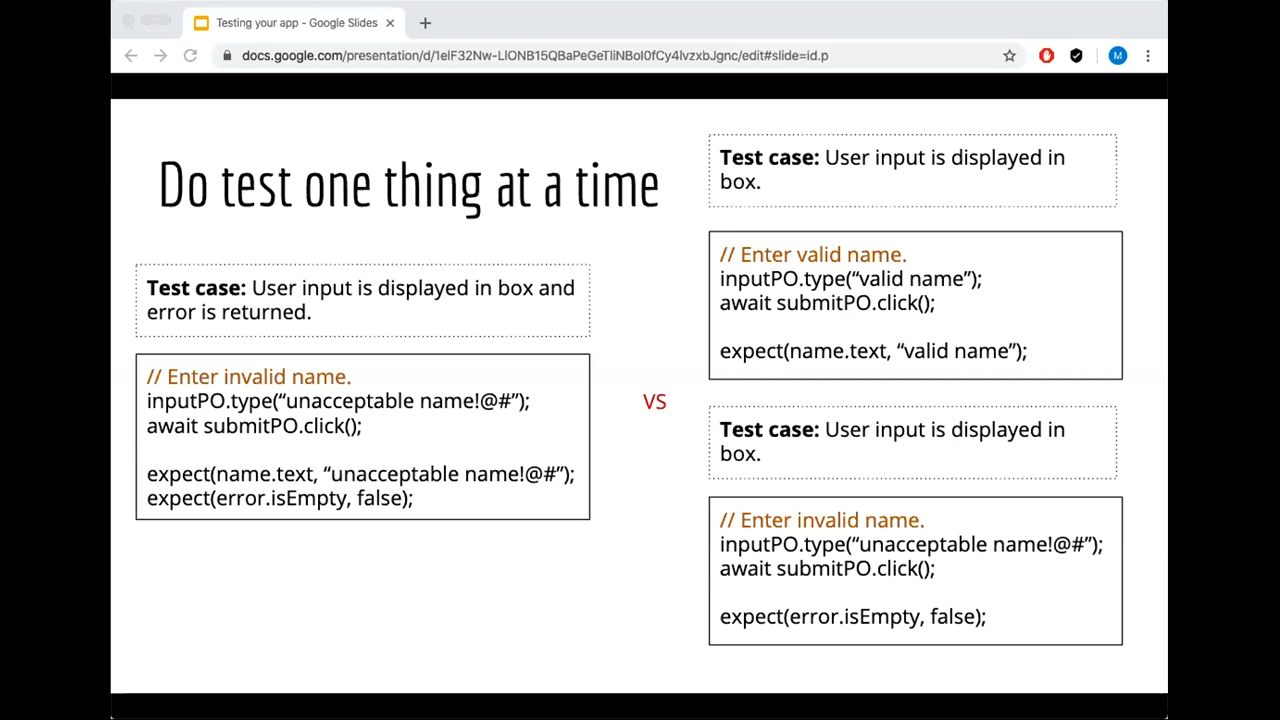 Testing your app - Google Slides
docs.google.com/presentation/d/1elF32Nw-LlONB15QBaPeGeTliNBol0fCy4lvzxbJgnc/edit#slide=id.p
M
Do test one thing at a time
Test case: User input is displayed in box and
error is returned.
// Enter invalid name.
inputPO.type(“unacceptable name!@#”);
await submitPO.click();
expect(name.text, “unacceptable name!@#”);
expect(error.isEmpty, false);
VS
Test case: User input is displayed in
box.
// Enter valid name.
inputPO.type(“valid name”);
await submitPO.click();
expect(name.text, “valid name”);
Test case: User input is displayed in
box.
// Enter invalid name.
inputPO.type(“unacceptable name!@#”);
await submitPO.click();
expect(error.isEmpty, false);